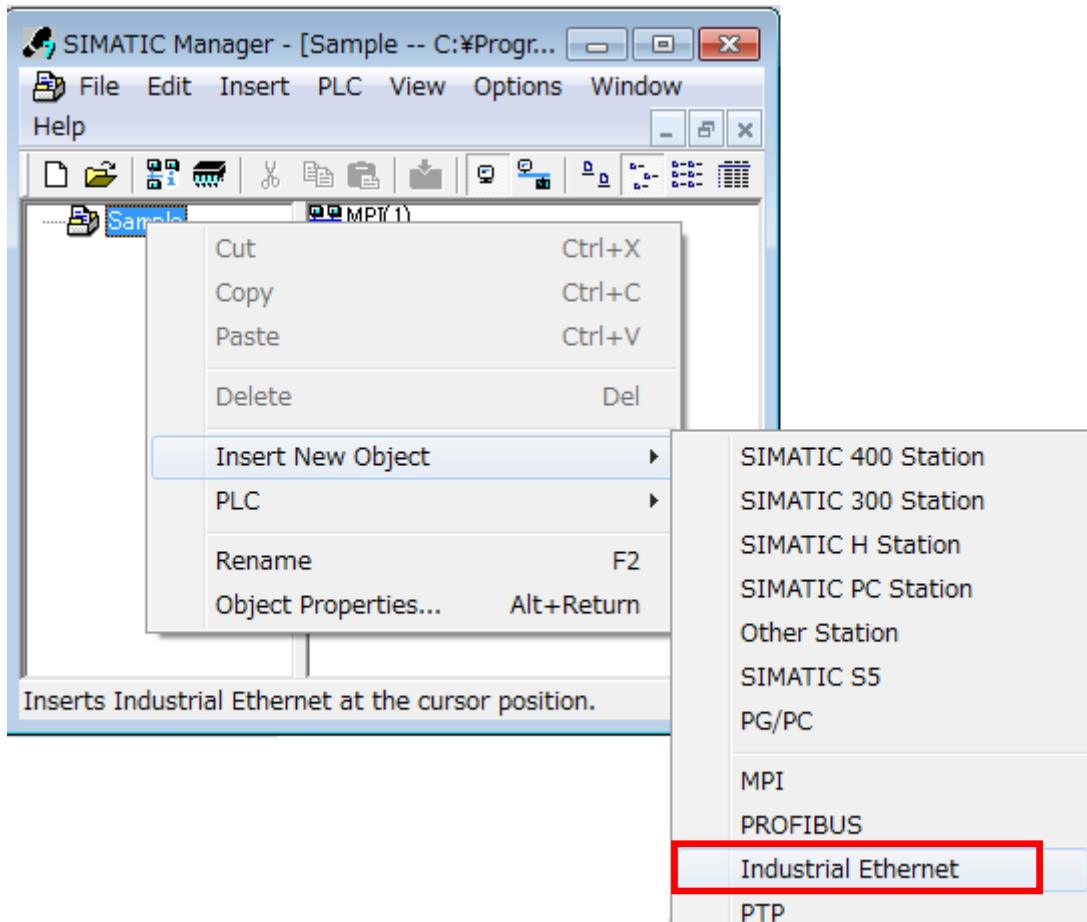 SIMATIC Manager - [Sample -- C:¥Progr...
File Edit Insert PLC View Options Window
Help
Sample
MPI(1)
Cut Ctrl+X
Copy Ctrl+C
Paste Ctrl+V
Delete Del
Insert New Object
PLC
Rename F2
Object Properties... Alt+Return
SIMATIC 400 Station
SIMATIC 300 Station
SIMATIC H Station
SIMATIC PC Station
Other Station
SIMATIC S5
PG/PC
MPI
PROFIBUS
Industrial Ethernet
PTP
Inserts Industrial Ethernet at the cursor position.